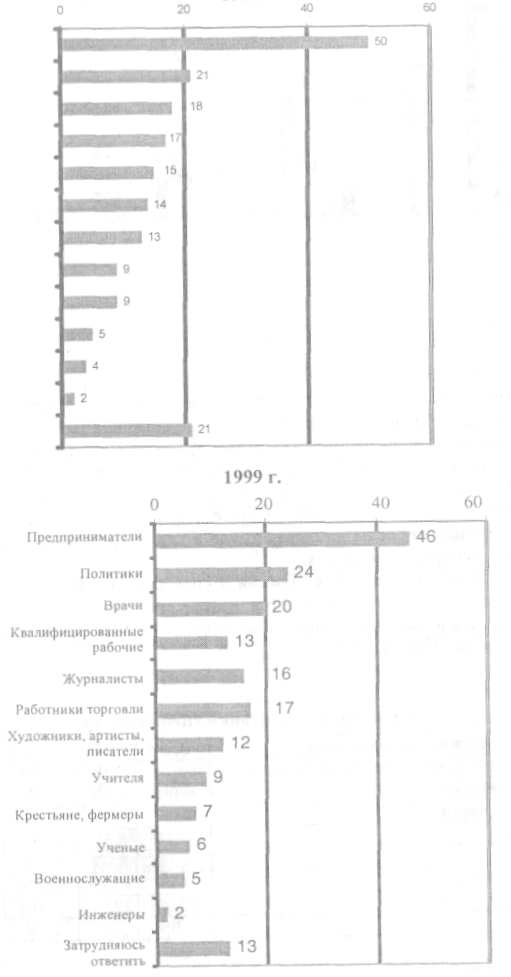 0 20 40 60
50
21
18
17
15
14
13
9
9
5
4
2
21
1999 г.
0 20 40 60
Предприниматели 46
Политики 24
Врачи 20
Квалифицированные
рабочие 13
Журналисты 16
Работники торговли 17
Художники, артисты,
писатели 12
Учителя 9
Крестьяне, фермеры 7
Ученые 6
Военнослужащие 5
Инженеры 2
Затрудняюсь
ответить 13